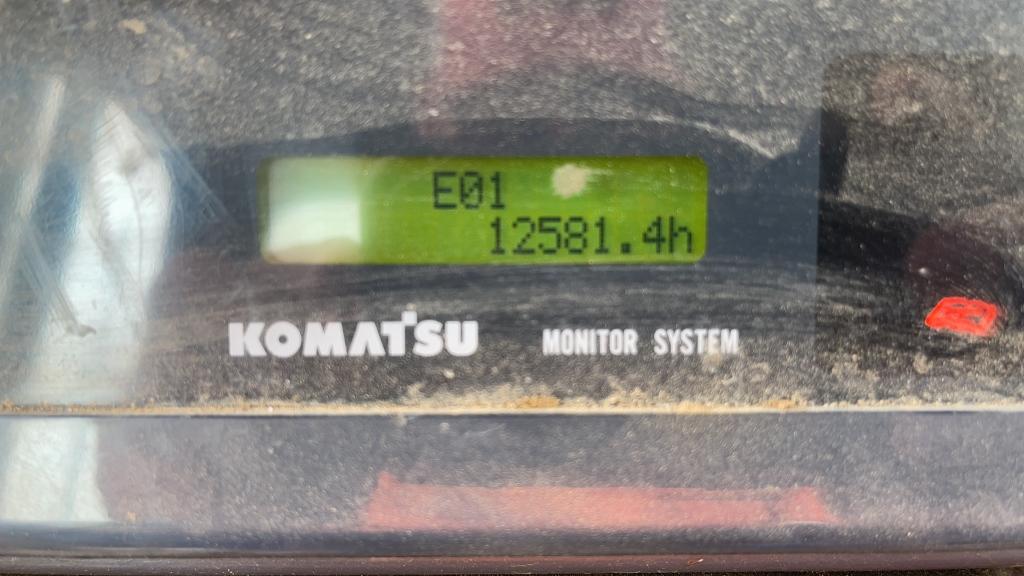 E01
12581.4h
KOMATSU MONITOR SYSTEM